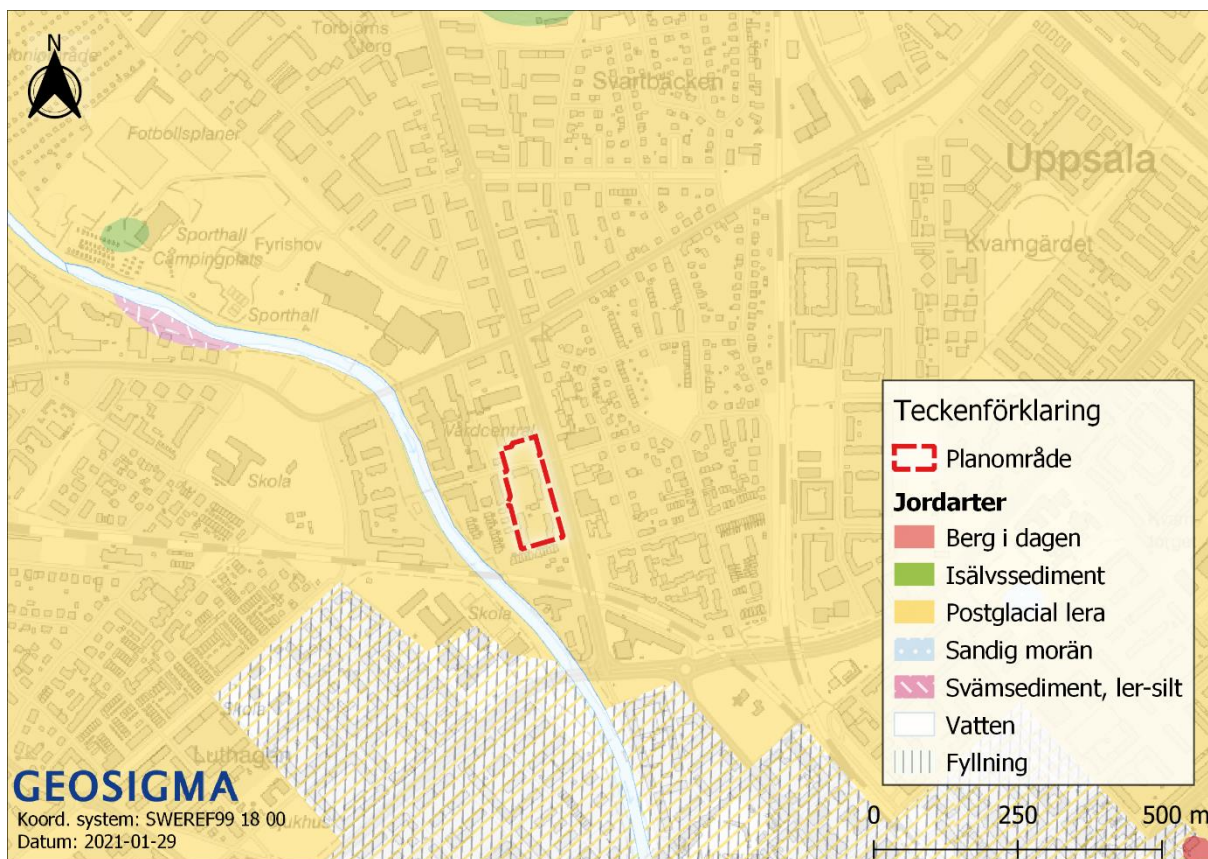 N
Torbjörns
torg
Svartbäcken
Fotbollsplaner
Uppsala
Sporthall
Fyrishov
Campingplats
Kvarngärdet
Sporthall
Vårdcentral
Skola
Skola
Skola
Luthagen
Teckenförklaring
Planområde
Jordarter
Berg i dagen
Isälvssediment
Postglacial lera
Sandig morän
Svämsediment, ler-silt
Vatten
Fyllning
GEOSIGMA
Koord. system: SWEREF99 18 00
Datum: 2021-01-29
0 250 500 m